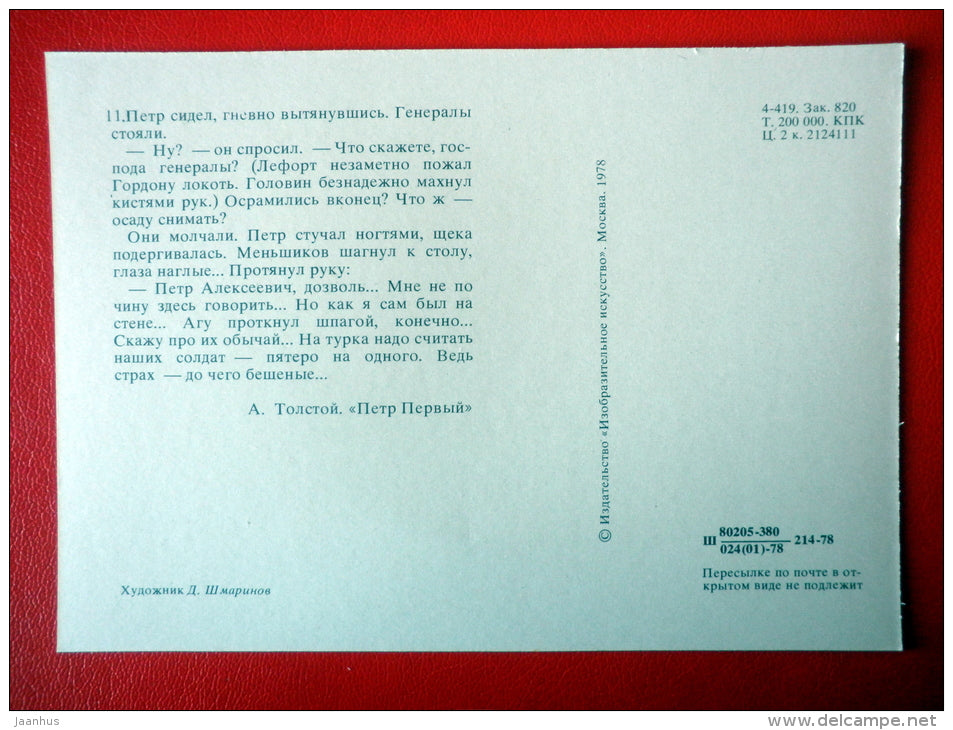 11.Петр сидел, гневно вытянувшись. Генералы
стояли.
— Ну? — он спросил. — Что скажете, гос-
пода генералы? (Лефорт незаметно пожал
Гордону локоть. Головин безнадежно махнул
кистями рук.) Осрамились вконец? Что ж —
осаду снимать?
Они молчали. Петр стучал ногтями, щека
подергивалась. Меньшиков шагнул к столу,
глаза наглые... Протянул руку:
— Петр Алексеевич, дозволь... Мне не по
чину здесь говорить... Но как я сам был на
стене... Агу проткнул шпагой, конечно...
Скажу про их обычай... На турка надо считать
наших солдат — пятеро на одного. Ведь
страх — до чего бешеные...
А. Толстой. «Петр Первый»
Художник Д. Шмаринов
© Издательство «Изобразительное искусство». Москва. 1978
4-419. Зак. 820
Т. 200 000. КПК
Ц. 2 к. 2124111
Ш 80205-380
024(01)-78 214-78
Пересылке по почте в от-
крытом виде не подлежит
Jaanhus
www.delcampe.net